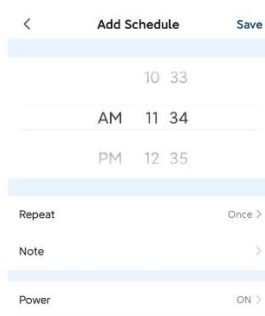 Add Schedule Save
10 33
AM 11 34
PM 12 35
Repeat Once
Note
Power ON